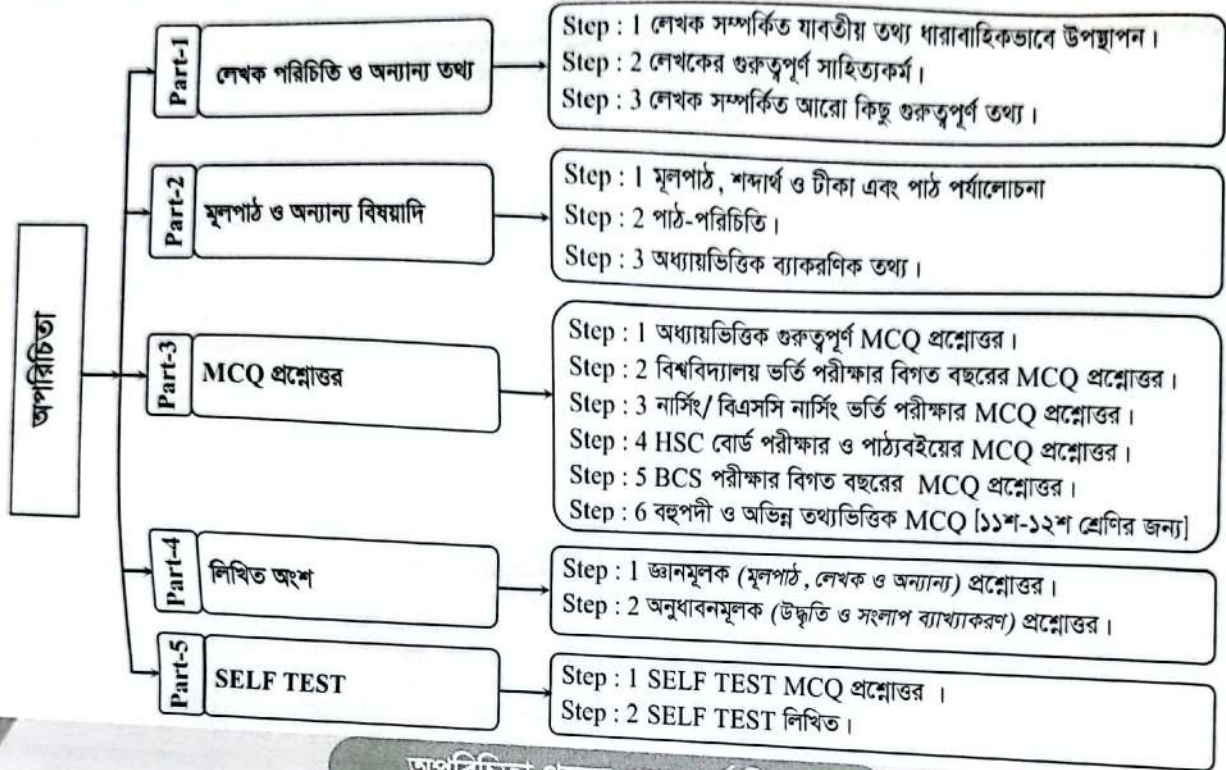 অপরিচিতা
Part-1
লেখক পরিচিতি ও অন্যান্য তথ্য
Step : 1 লেখক সম্পর্কিত যাবতীয় তথ্য ধারাবাহিকভাবে উপস্থাপন।
Step : 2 লেখকের গুরুত্বপূর্ণ সাহিত্যকর্ম।
Step : 3 লেখক সম্পর্কিত আরো কিছু গুরুত্বপূর্ণ তথ্য।
Part-2
মূলপাঠ ও অন্যান্য বিষয়াদি
Step : 1 মূলপাঠ, শব্দার্থ ও টীকা এবং পাঠ পর্যালোচনা
Step : 2 পাঠ-পরিচিতি।
Step : 3 অধ্যায়ভিত্তিক ব্যাকরণিক তথ্য।
Part-3
MCQ প্রশ্নোত্তর
Step : 1 অধ্যায়ভিত্তিক গুরুত্বপূর্ণ MCQ প্রশ্নোত্তর।
Step : 2 বিশ্ববিদ্যালয় ভর্তি পরীক্ষার বিগত বছরের MCQ প্রশ্নোত্তর।
Step : 3 নার্সিং/ বিএসসি নার্সিং ভর্তি পরীক্ষার MCQ প্রশ্নোত্তর।
Step : 4 HSC বোর্ড পরীক্ষার ও পাঠ্যবইয়ের MCQ প্রশ্নোত্তর।
Step : 5 BCS পরীক্ষার বিগত বছরের MCQ প্রশ্নোত্তর।
Step : 6 বহুপদী ও অভিন্ন তথ্যভিত্তিক MCQ [১১শ-১২শ শ্রেণির জন্য]
Part-4
লিখিত অংশ
Step : 1 জ্ঞানমূলক (মূলপাঠ, লেখক ও অন্যান্য) প্রশ্নোত্তর।
Step : 2 অনুধাবনমূলক (উদ্ধৃতি ও সংলাপ ব্যাখ্যাকরণ) প্রশ্নোত্তর।
Part-5
SELF TEST
Step : 1 SELF TEST MCQ প্রশ্নোত্তর ।
Step : 2 SELF TEST লিখিত।
অপরিচিতা